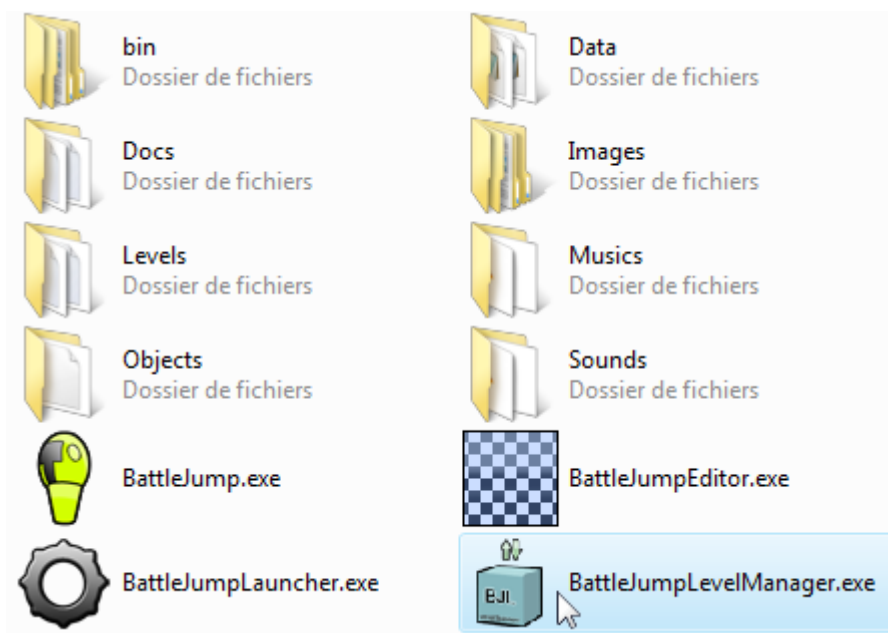 bin
Dossier de fichiers
Data
Dossier de fichiers
Docs
Dossier de fichiers
Images
Dossier de fichiers
Levels
Dossier de fichiers
Musics
Dossier de fichiers
Objects
Dossier de fichiers
Sounds
Dossier de fichiers
BattleJump.exe
BattleJumpEditor.exe
BattleJumpLauncher.exe
BJL
BattleJumpLevelManager.exe